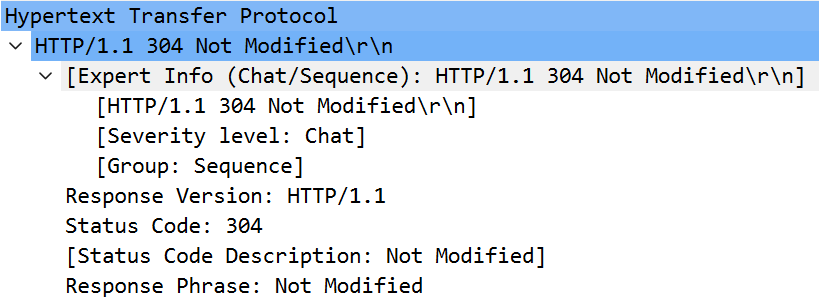 Hypertext Transfer Protocol
HTTP/1.1 304 Not Modified\r\n
[Expert Info (Chat/Sequence): HTTP/1.1 304 Not Modified\r\n]
[HTTP/1.1 304 Not Modified\r\n]
[Severity level: Chat]
[Group: Sequence]
Response Version: HTTP/1.1
Status Code: 304
[Status Code Description: Not Modified]
Response Phrase: Not Modified